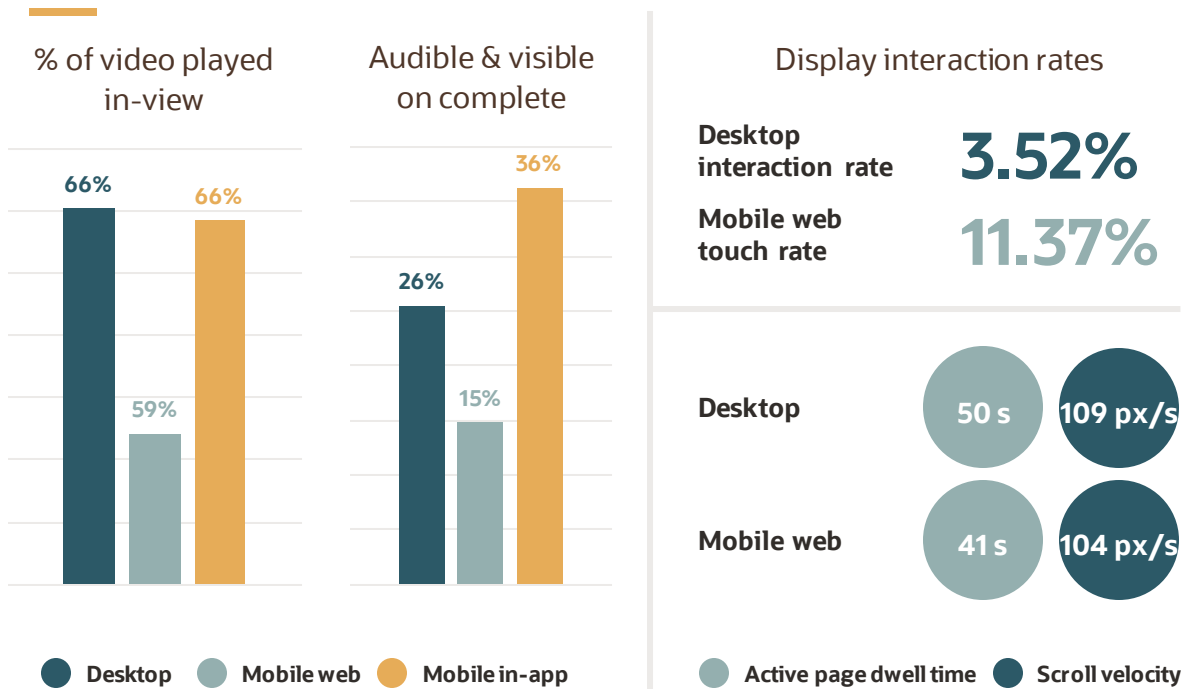 % of video played
in-view
66%
59%
66%
Audible & visible
on complete
26%
15%
36%
Desktop
Mobile web
Mobile in-app
Display interaction rates
Desktop
interaction rate
3.52%
Mobile web
touch rate
11.37%
Desktop
50 s
109 px/s
Mobile web
41 s
104 px/s
Active page dwell time
Scroll velocity